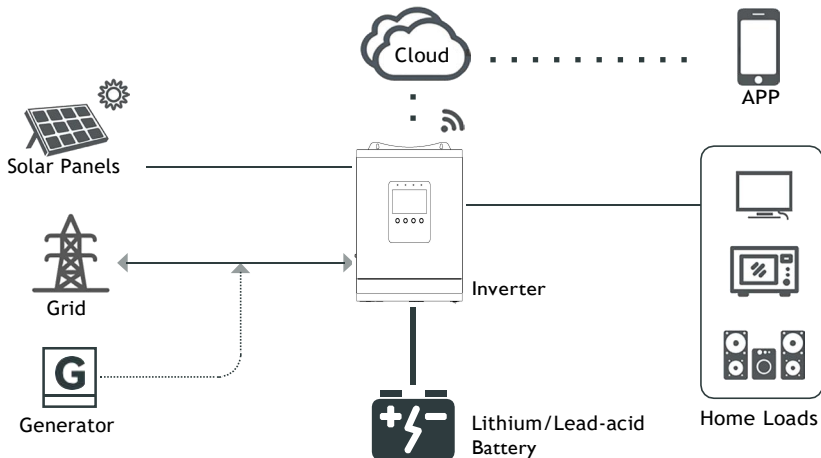 Cloud
APP
Solar Panels
Grid
Inverter
G
Generator
Lithium/Lead-acid
Battery
Home Loads